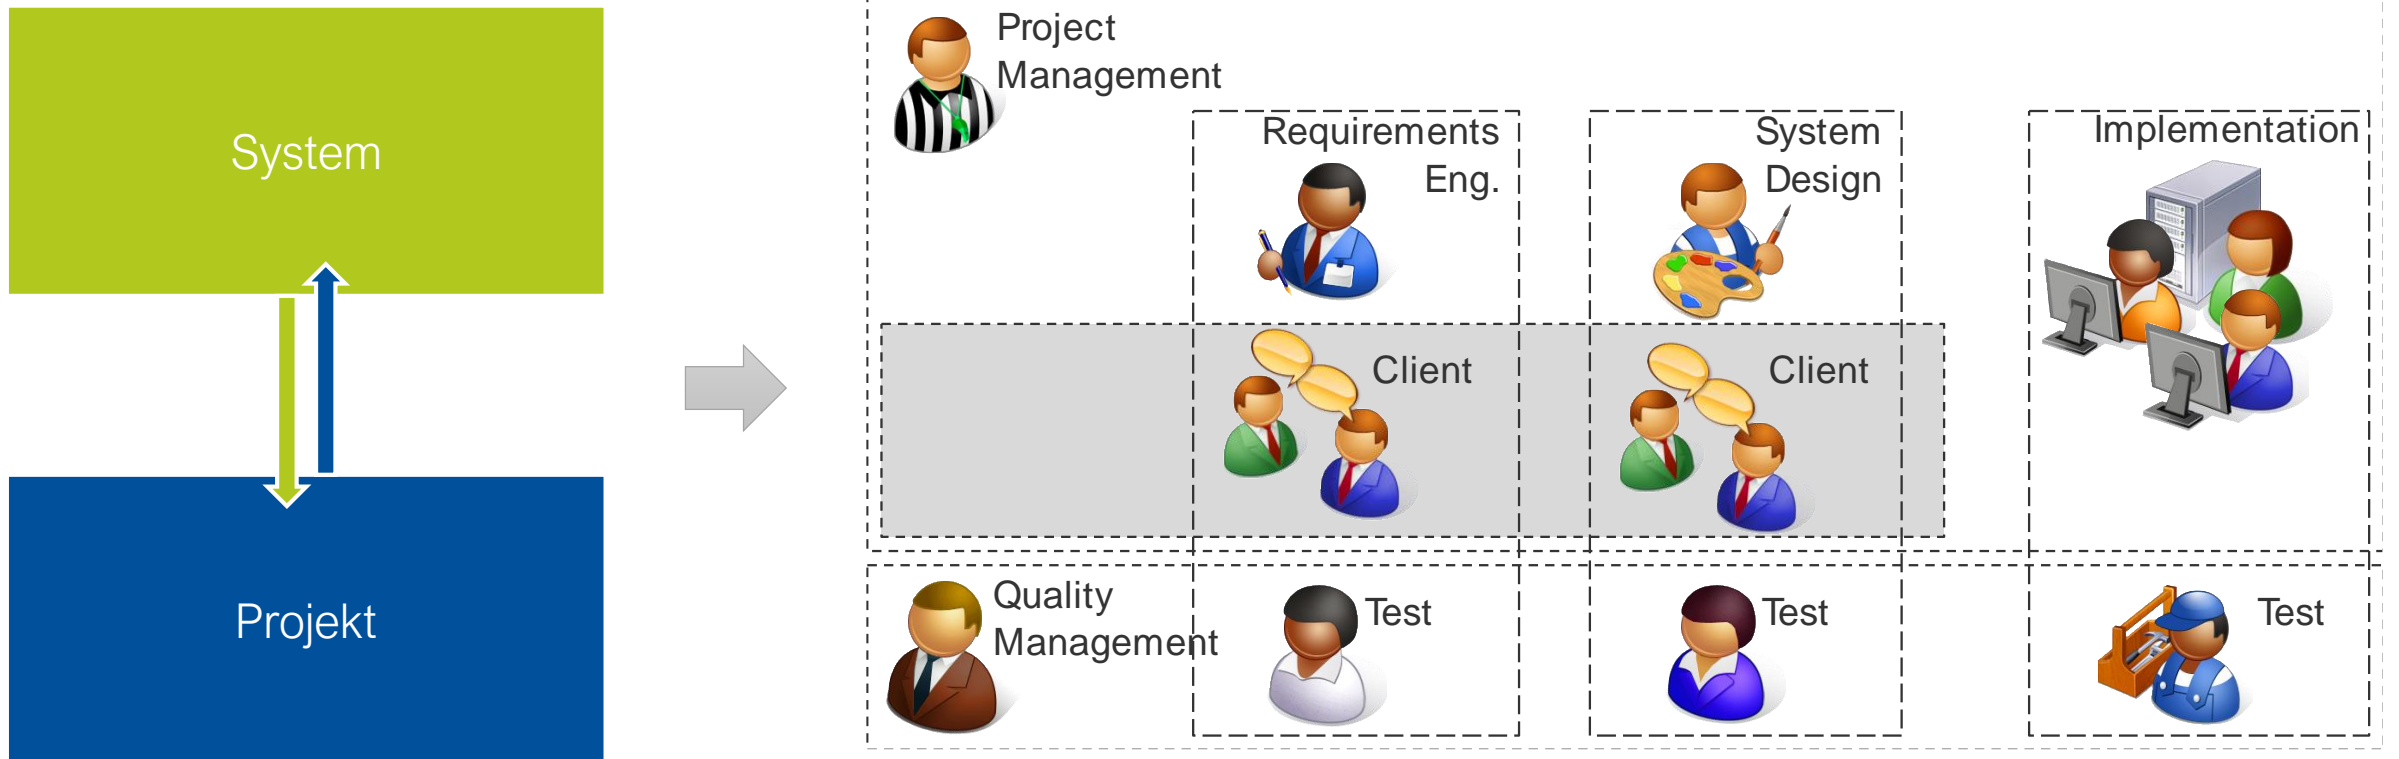 System
Projekt
Project
Management
Requirements
Eng.
System
Design
Implementation
Client
Client
Quality
Management
Test
Test
Test